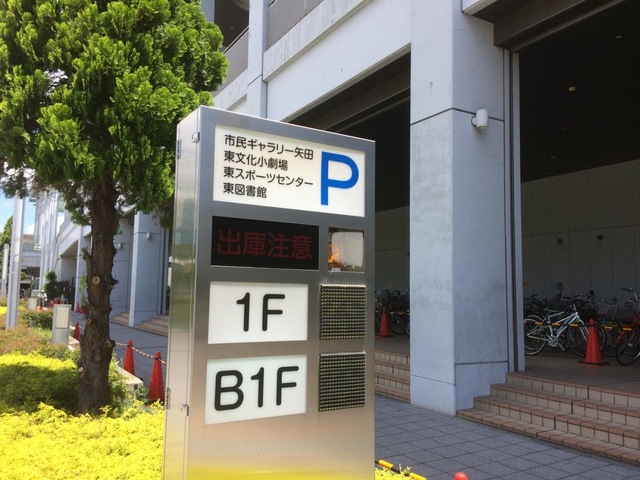 市民ギャラリー矢田
東文化小劇場
東スポーツセンター
東図書館
P
出庫注意
1F
B1F